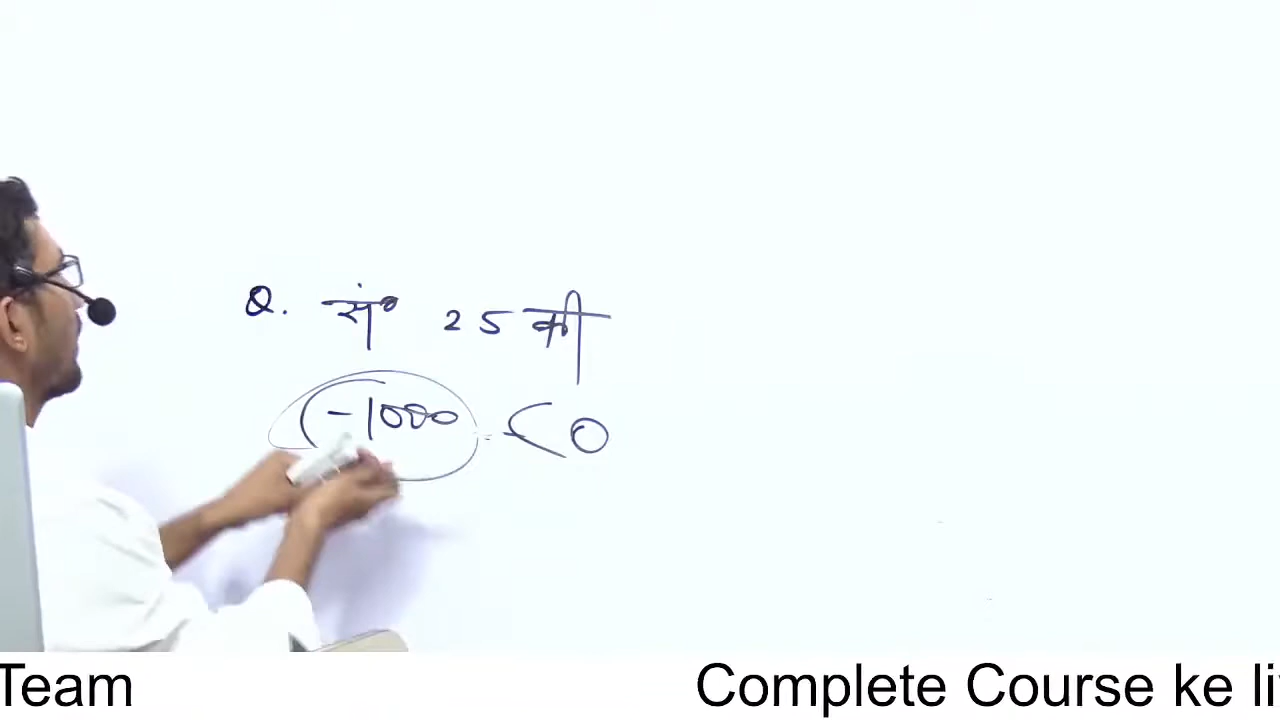 Q. सं० 25 की
(-1000 < 0
Team Complete Course ke li